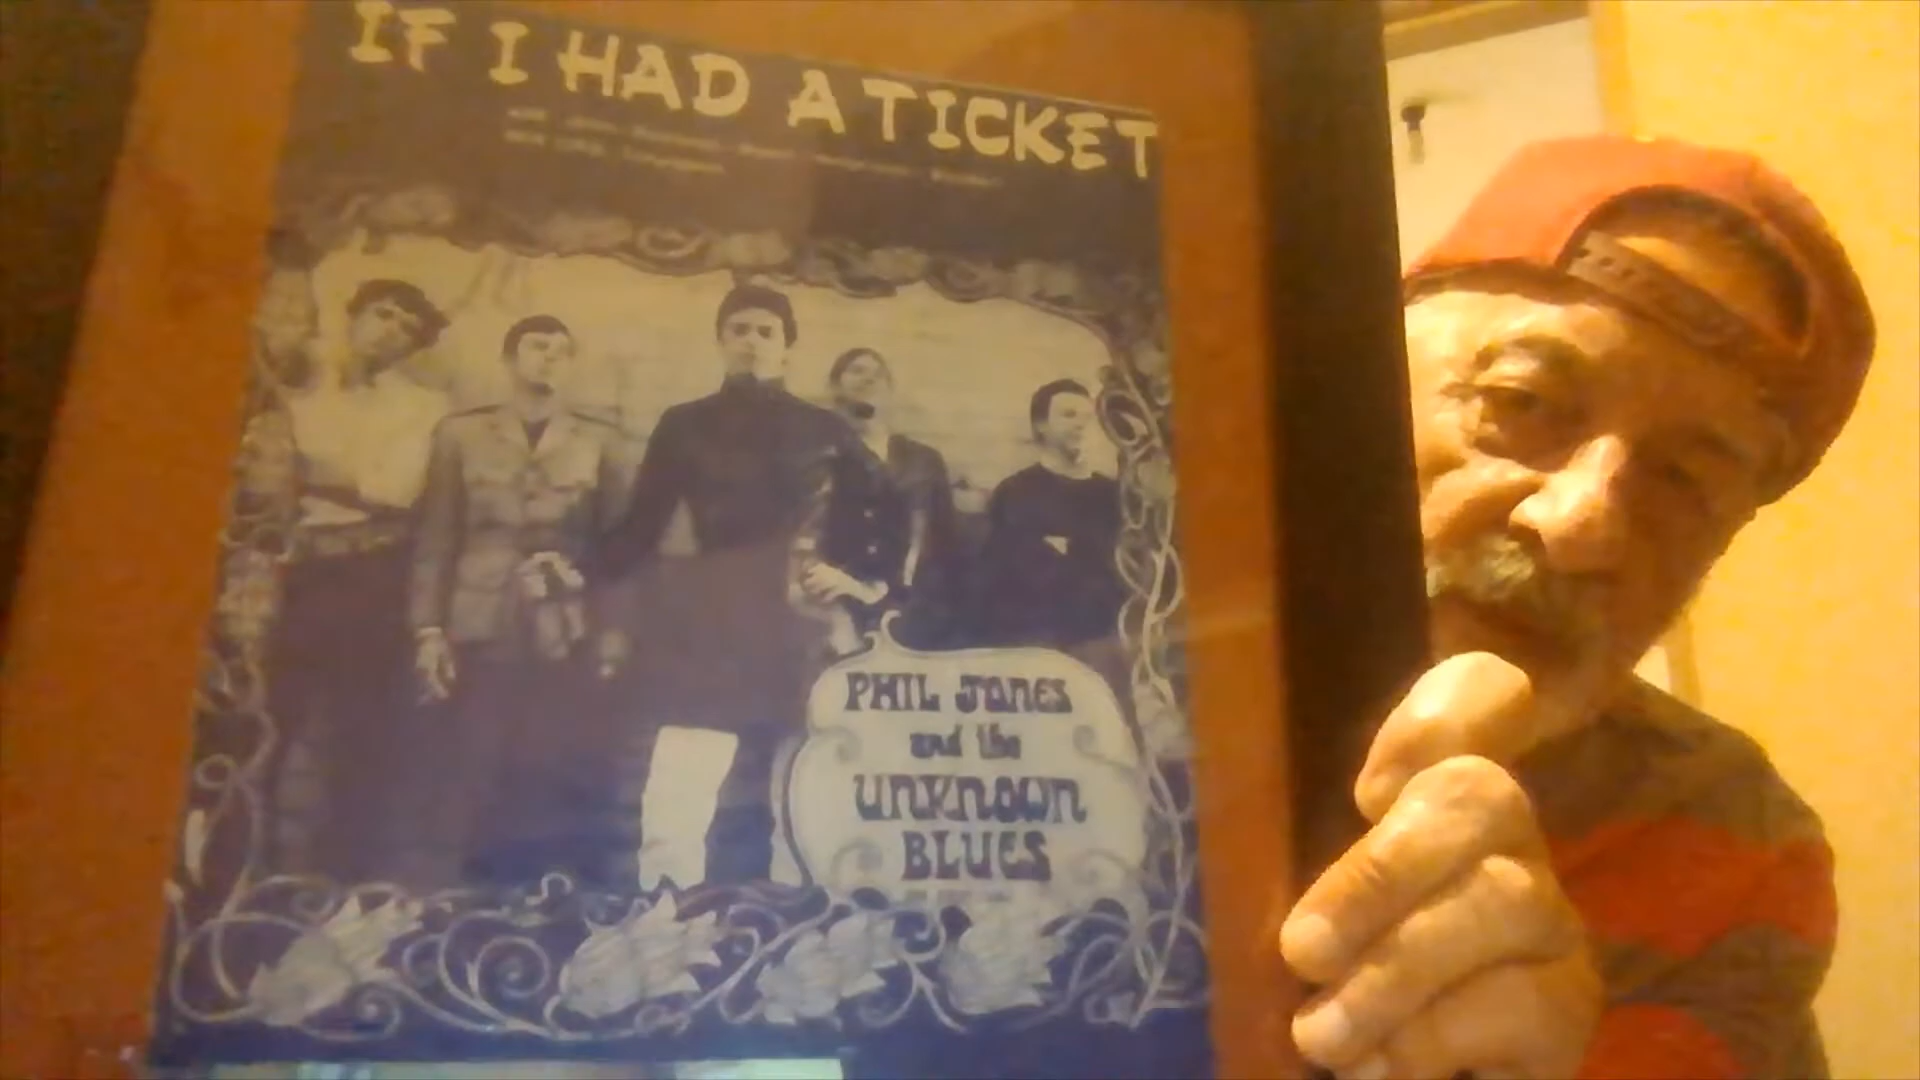 IF I HAD A TICKET
PHIL JONES
and the
UNKNOWN
BLUES